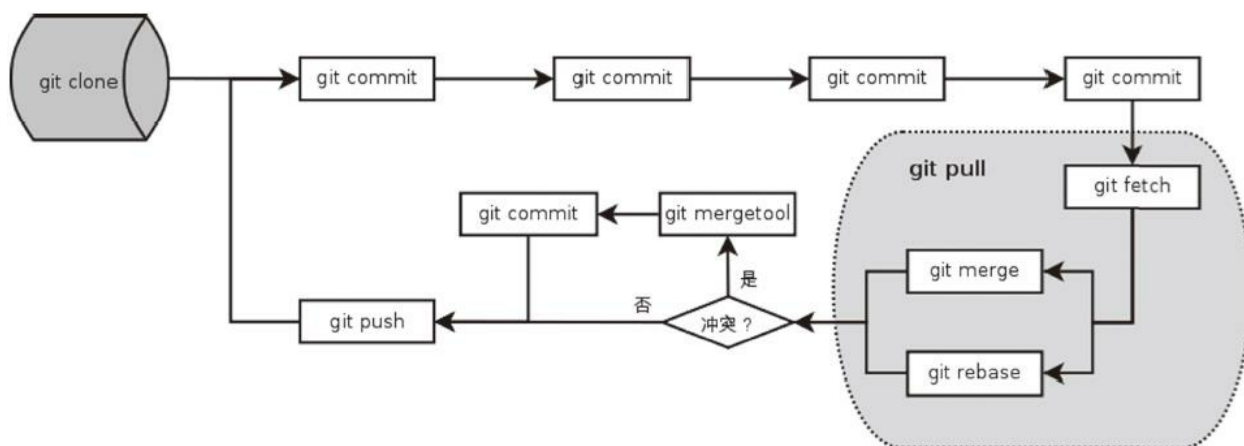 git clone
git commit
git commit
git commit
git commit
git pull
git fetch
git commit
git mergetool
git merge
是
否
git push
冲突？
git rebase